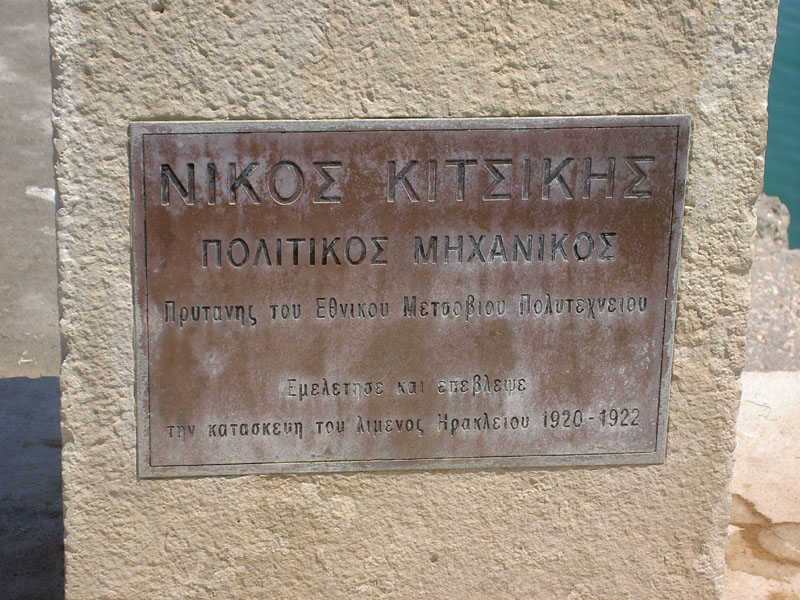 ΝΙΚΟΣ ΚΙΤΣΙΚΗΣ
ΠΟΛΙΤΙΚΟΣ ΜΗΧΑΝΙΚΟΣ
Πρυτανης του Εθνικου Μετσοβιου Πολυτεχνειου
Εμελετησε και επεβλεψε
την κατασκευη του λιμενος Ηρακλειου 1920-1922